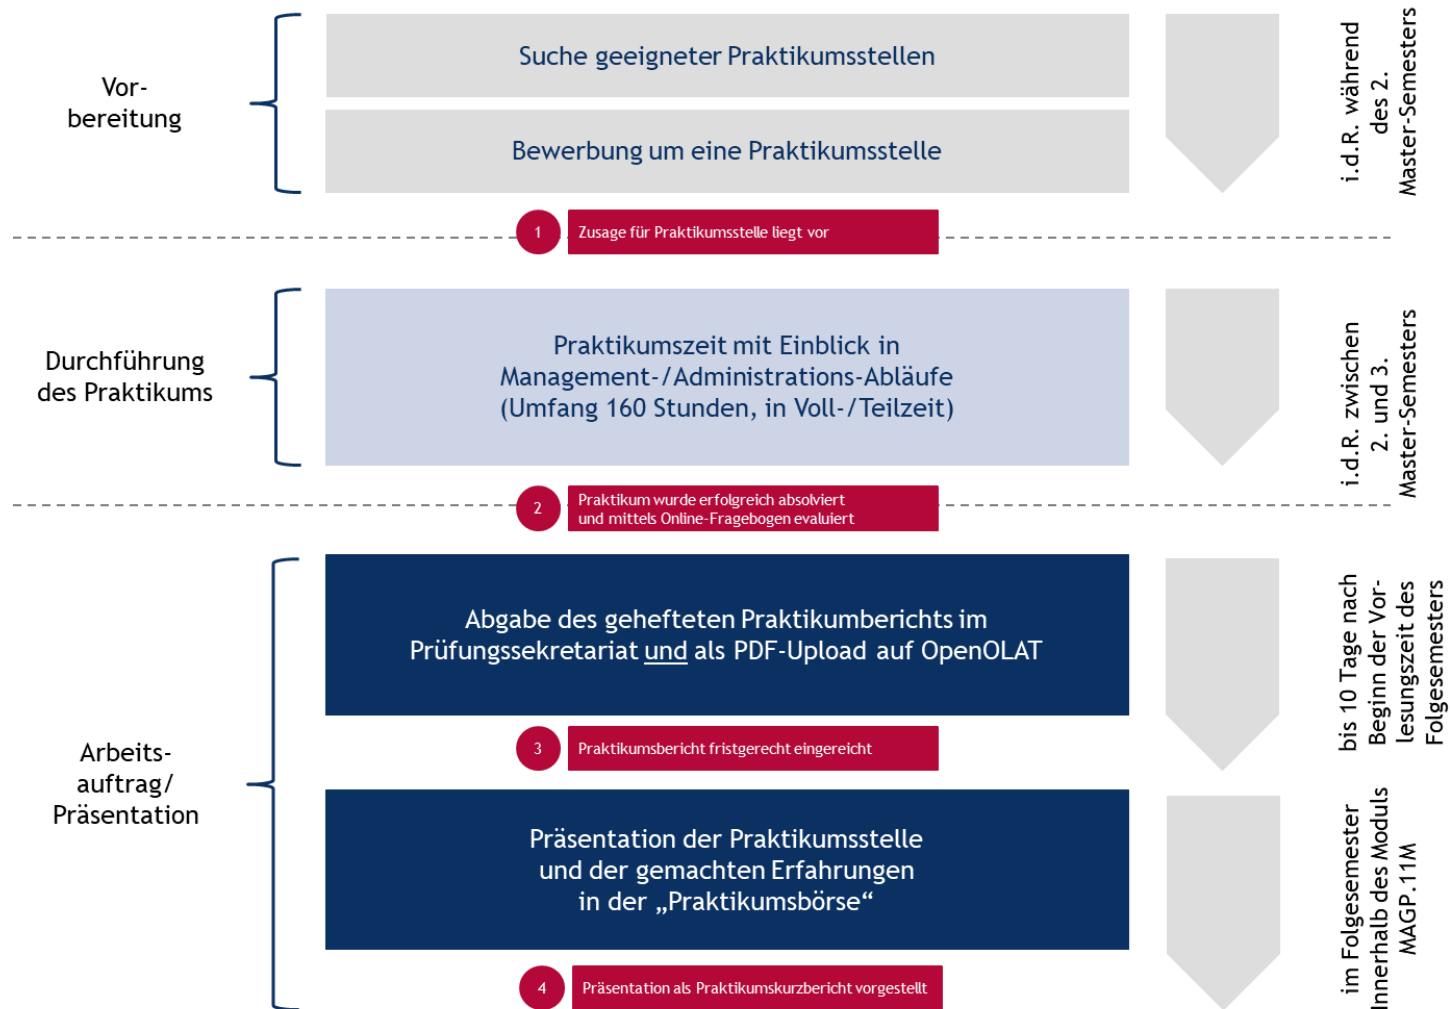 Vor-
bereitung
Suche geeigneter Praktikumsstellen
Bewerbung um eine Praktikumsstelle
i.d.R. während
des 2.
Master-Semesters
1
Zusage für Praktikumsstelle liegt vor
Durchführung
des Praktikums
Praktikumszeit mit Einblick in
Management-/Administrations-Abläufe
(Umfang 160 Stunden, in Voll-/Teilzeit)
i.d.R. zwischen
2. und 3.
Master-Semesters
2
Praktikum wurde erfolgreich absolviert
und mittels Online-Fragebogen evaluiert
Arbeits-
auftrag/
Präsentation
Abgabe des gehefteten Praktikumberichts im
Prüfungssekretariat und als PDF-Upload auf OpenOLAT
bis 10 Tage nach
Beginn der Vor-
lesungszeit des
Folgesemesters
3
Praktikumsbericht fristgerecht eingereicht
Präsentation der Praktikumsstelle
und der gemachten Erfahrungen
in der „Praktikumsbörse“
im Folgesemester
Innerhalb des Moduls
MAGP.11M
4
Präsentation als Praktikumskurzbericht vorgestellt